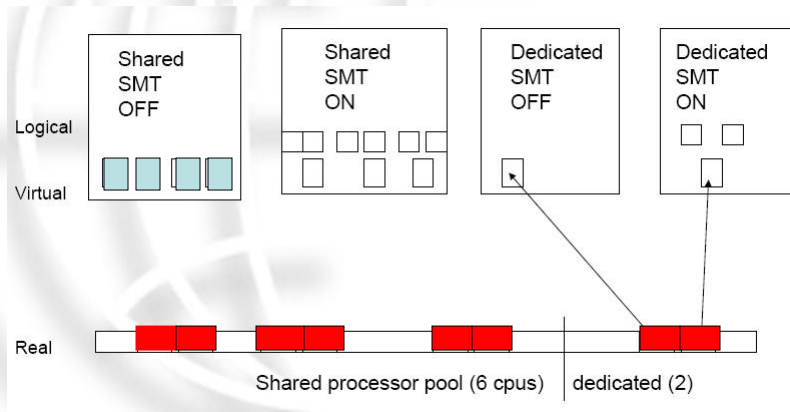 Shared
SMT
OFF
Shared
SMT
ON
Dedicated
SMT
OFF
Dedicated
SMT
ON
Logical
Virtual
Real
Shared processor pool (6 cpus)
dedicated (2)